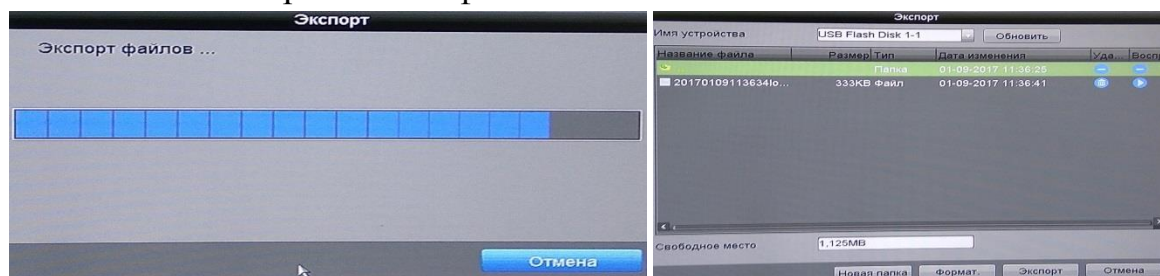 Экспорт
Экспорт файлов ...
Отмена
Экспорт
Имя устройства USB Flash Disk 1-1 Обновить
Название файла Размер Тип Дата изменения Уда... Воспр
Папка 01-09-2017 11:36:25
20170109113634lo... 333KB Файл 01-09-2017 11:36:41
Свободное место 1,125MB
Новая папка Формат. Экспорт Отмена